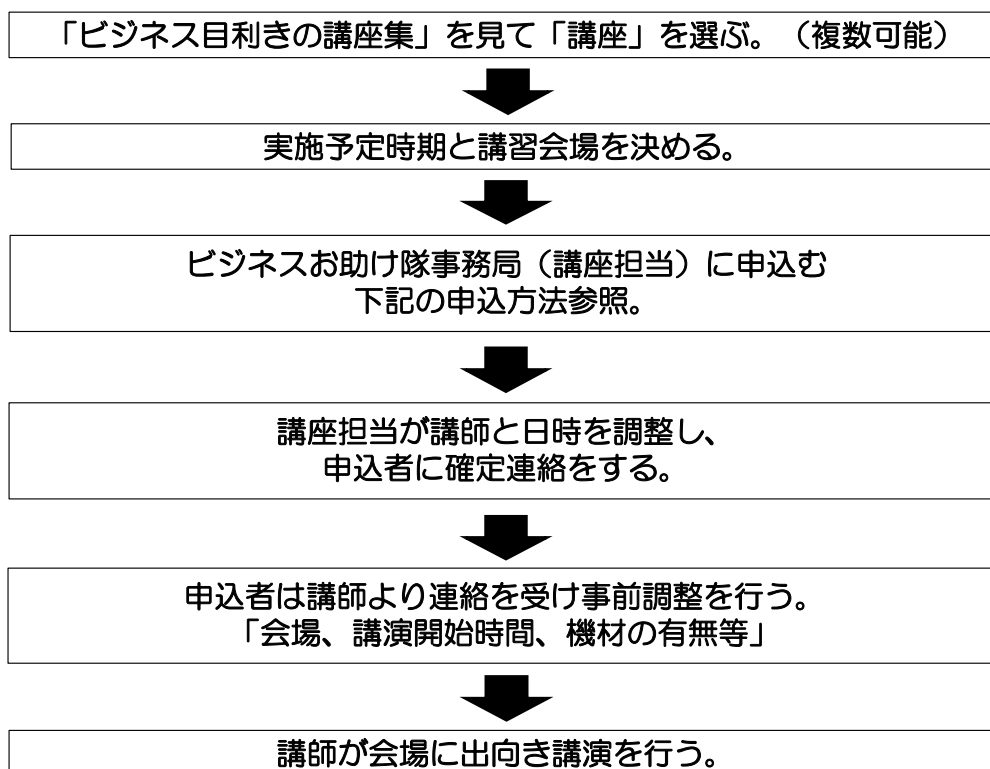 「ビジネス目利きの講座集」を見て「講座」を選ぶ。（複数可能）
実施予定時期と講習会場を決める。
ビジネスお助け隊事務局（講座担当）に申込む
下記の申込方法参照。
講座担当が講師と日時を調整し、
申込者に確定連絡をする。
申込者は講師より連絡を受け事前調整を行う。
「会場、講演開始時間、機材の有無等」
講師が会場に出向き講演を行う。